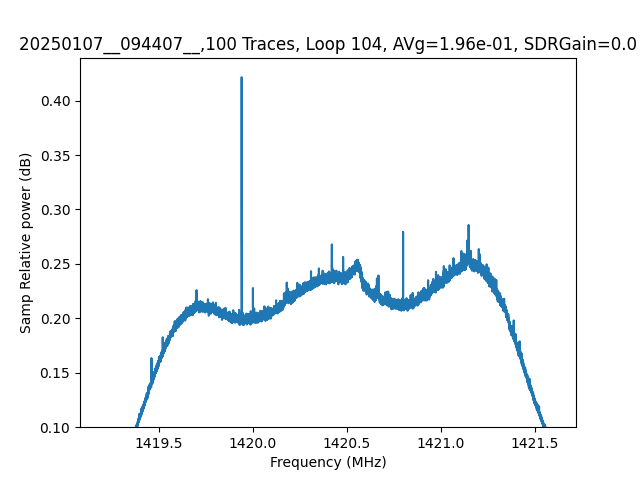 20250107__094407__,100 Traces, Loop 104, AVg=1.96e-01, SDRGain=0.0
Samp Relative power (dB)
0.40
0.35
0.30
0.25
0.20
0.15
0.10
1419.5 1420.0 1420.5 1421.0 1421.5
Frequency (MHz)